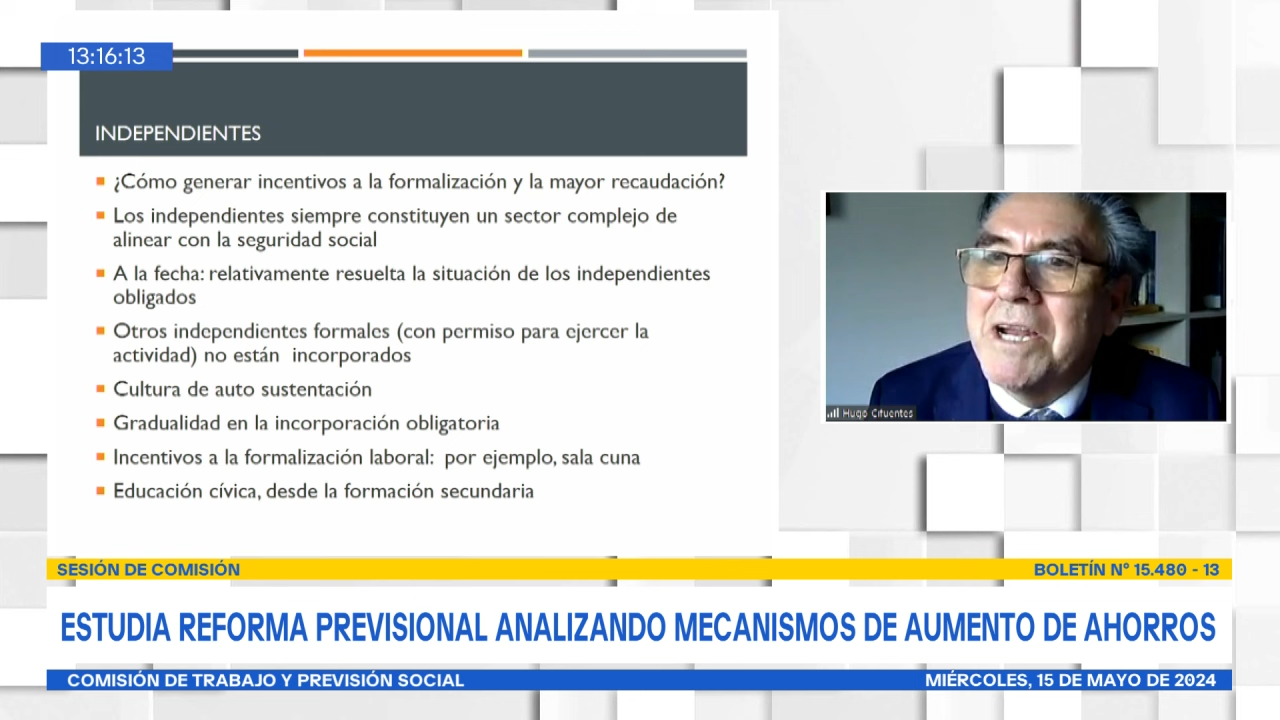 13:16:13
INDEPENDIENTES
¿Cómo generar incentivos a la formalización y la mayor recaudación?
Los independientes siempre constituyen un sector complejo de
alinear con la seguridad social
A la fecha: relativamente resuelta la situación de los independientes
obligados
Otros independientes formales (con permiso para ejercer la
actividad) no están incorporados
Cultura de auto sustentación
Gradualidad en la incorporación obligatoria
Incentivos a la formalización laboral: por ejemplo, sala cuna
Educación cívica, desde la formación secundaria
Hugo Cifuentes
SESIÓN DE COMISIÓN
BOLETÍN N° 15.480 - 13
ESTUDIA REFORMA PREVISIONAL ANALIZANDO MECANISMOS DE AUMENTO DE AHORROS
COMISIÓN DE TRABAJO Y PREVISIÓN SOCIAL
MIÉRCOLES, 15 DE MAYO DE 2024